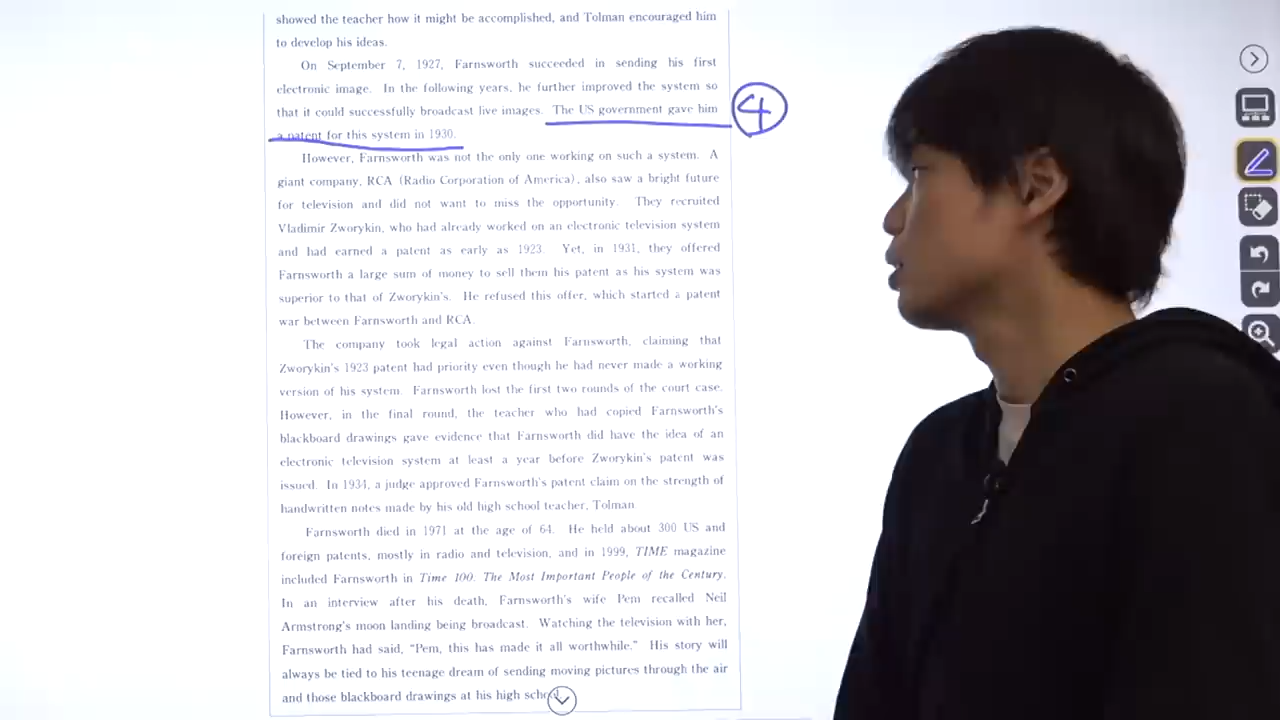 showed the teacher how it might be accomplished, and Tolman encouraged him
to develop his ideas.
On September 7, 1927, Farnsworth succeeded in sending his first
electronic image. In the following years, he further improved the system so
that it could successfully broadcast live images. The US government gave him
④
a patent for this system in 1930.
However, Farnsworth was not the only one working on such a system. A
giant company, RCA (Radio Corporation of America), also saw a bright future
for television and did not want to miss the opportunity. They recruited
Vladimir Zworykin, who had already worked on an electronic television system
and had earned a patent as early as 1923. Yet, in 1931, they offered
Farnsworth a large sum of money to sell them his patent as his system was
superior to that of Zworykin's. He refused this offer, which started a patent
war between Farnsworth and RCA.
The company took legal action against Farnsworth, claiming that
Zworykin's 1923 patent had priority even though he had never made a working
version of his system. Farnsworth lost the first two rounds of the court case.
However, in the final round, the teacher who had copied Farnsworth's
blackboard drawings gave evidence that Farnsworth did have the idea of an
electronic television system at least a year before Zworykin's patent was
issued. In 1934, a judge approved Farnsworth's patent claim on the strength of
handwritten notes made by his old high school teacher, Tolman.
Farnsworth died in 1971 at the age of 64. He held about 300 US and
foreign patents, mostly in radio and television, and in 1999, TIME magazine
included Farnsworth in Time 100: The Most Important People of the Century.
In an interview after his death, Farnsworth's wife Pem recalled Neil
Armstrong's moon landing being broadcast. Watching the television with her,
Farnsworth had said, “Pem, this has made it all worthwhile.” His story will
always be tied to his teenage dream of sending moving pictures through the air
and those blackboard drawings at his high